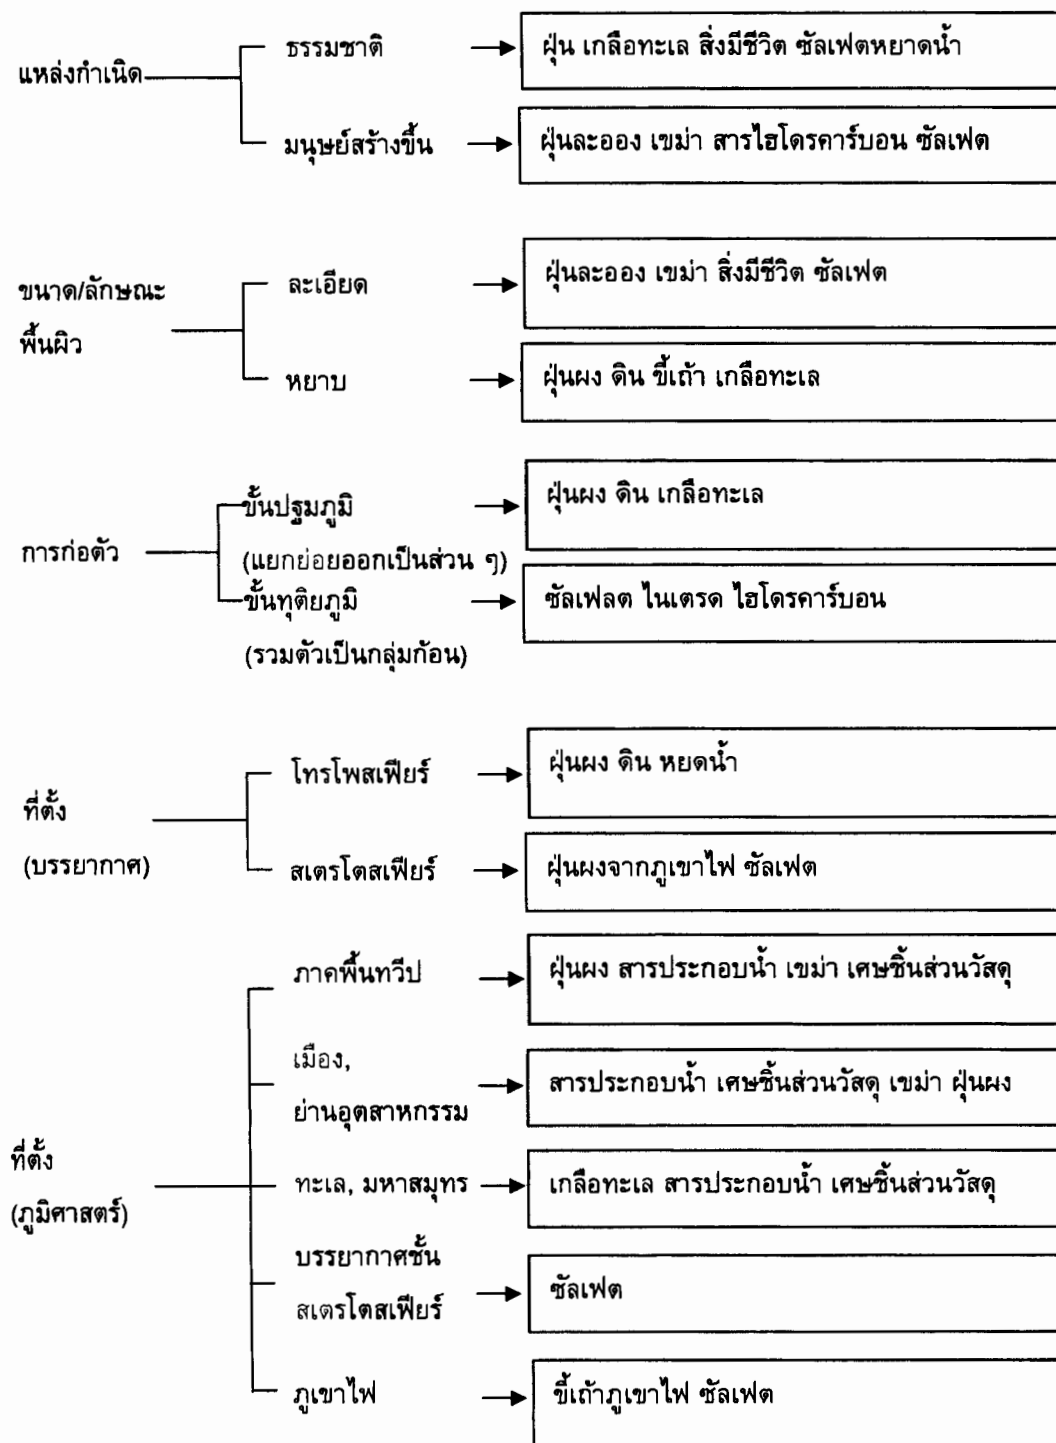 ธรรมชาติ
ฝุ่น เกลือทะเล สิ่งมีชีวิต ซัลเฟตหยาดน้ำ
แหล่งกำเนิด
มนุษย์สร้างขึ้น
ฝุ่นละออง เขม่า สารไฮโดรคาร์บอน ซัลเฟต
ขนาด/ลักษณะ
พื้นผิว
ละเอียด
ฝุ่นละออง เขม่า สิ่งมีชีวิต ซัลเฟต
หยาบ
ฝุ่นผง ดิน ขี้เถ้า เกลือทะเล
การก่อตัว
ขั้นปฐมภูมิ
(แยกย่อยออกเป็นส่วน ๆ)
ฝุ่นผง ดิน เกลือทะเล
ขั้นทุติยภูมิ
(รวมตัวเป็นกลุ่มก้อน)
ซัลเฟลต ไนเตรด ไฮโดรคาร์บอน
ที่ตั้ง
(บรรยากาศ)
โทรโพสเฟียร์
ฝุ่นผง ดิน หยดน้ำ
สเตรโตสเฟียร์
ฝุ่นผงจากภูเขาไฟ ซัลเฟต
ที่ตั้ง
(ภูมิศาสตร์)
ภาคพื้นทวีป
ฝุ่นผง สารประกอบน้ำ เขม่า เศษชิ้นส่วนวัสดุ
เมือง,
ย่านอุตสาหกรรม
สารประกอบน้ำ เศษชิ้นส่วนวัสดุ เขม่า ฝุ่นผง
ทะเล, มหาสมุทร
เกลือทะเล สารประกอบน้ำ เศษชิ้นส่วนวัสดุ
บรรยากาศชั้น
สเตรโตสเฟียร์
ซัลเฟต
ภูเขาไฟ
ขี้เถ้าภูเขาไฟ ซัลเฟต